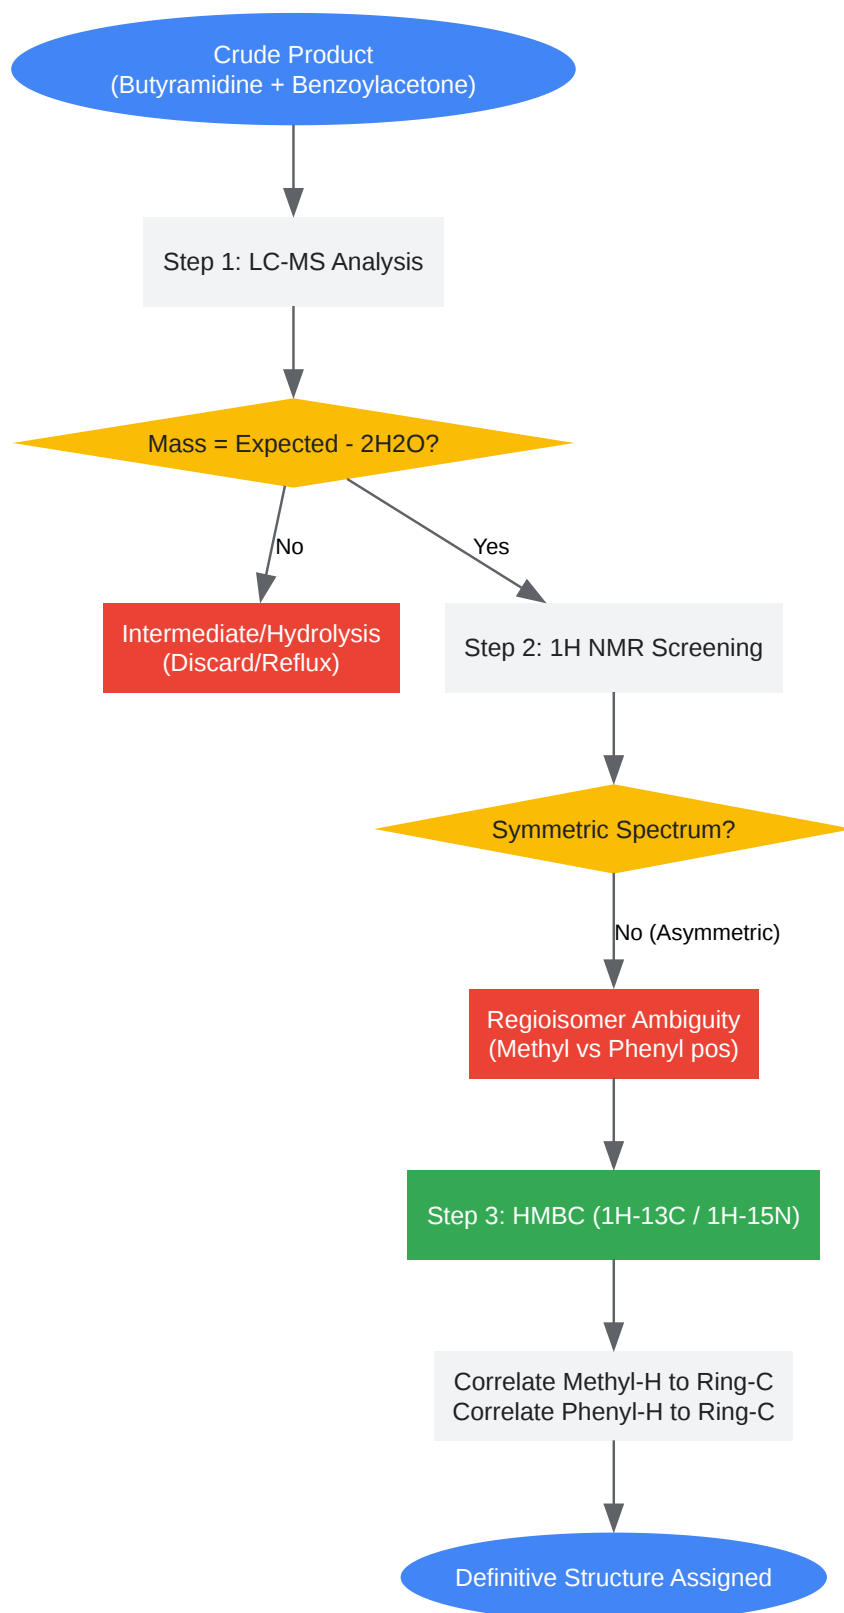 Crude Product
(Butyramidine + Benzoylacetone)
Step 1: LC-MS Analysis
Mass = Expected - 2H2O?
No
Yes
Intermediate/Hydrolysis
(Discard/Reflux)
Step 2: 1H NMR Screening
Symmetric Spectrum?
No (Asymmetric)
Regioisomer Ambiguity
(Methyl vs Phenyl pos)
Step 3: HMBC (1H-13C / 1H-15N)
Correlate Methyl-H to Ring-C
Correlate Phenyl-H to Ring-C
Definitive Structure Assigned